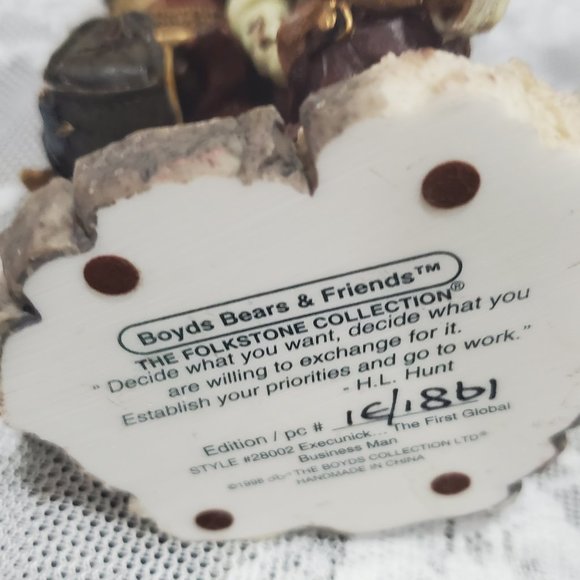 Boyds Bears & Friends™
THE FOLKSTONE COLLECTION®
"Decide what you want, decide what you
are willing to exchange for it.
Establish your priorities and go to work."
- H.L. Hunt
Edition / pc # 1E/1861
STYLE #28002 Execunick... The First Global
Business Man
©1998 THE BOYDS COLLECTION LTD®
HANDMADE IN CHINA